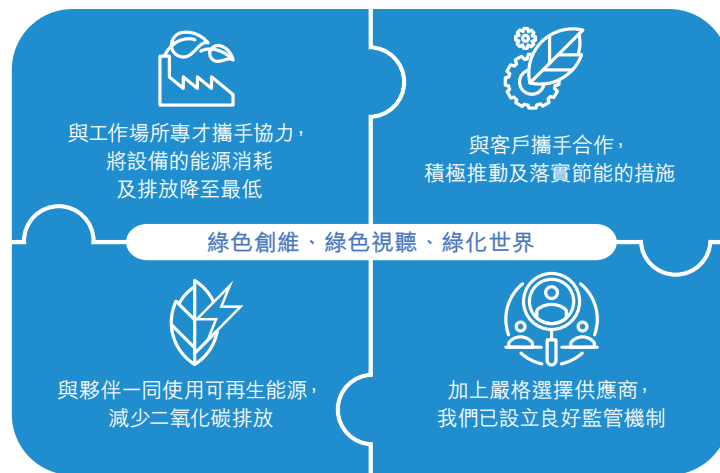 與工作場所專才攜手協力，
將設備的能源消耗
及排放降至最低
與客戶攜手合作，
積極推動及落實節能的措施
綠色創維、綠色視聽、綠化世界
與夥伴一同使用可再生能源，
減少二氧化碳排放
加上嚴格選擇供應商，
我們已設立良好監管機制